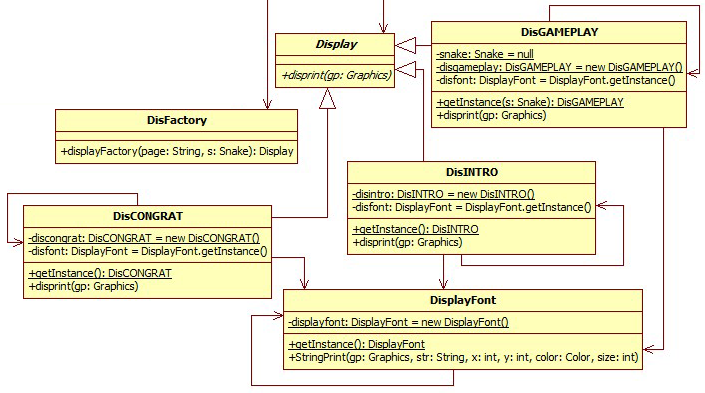 DisGAMEPLAY
-snake: Snake = null
-disgameplay: DisGAMEPLAY = new DisGAMEPLAY()
-disfont: DisplayFont = DisplayFont.getInstance()
+getInstance(s: Snake): DisGAMEPLAY
+disprint(gp: Graphics)
Display
+disprint(gp: Graphics)
DisFactory
+displayFactory(page: String, s: Snake): Display
DisINTRO
-disintro: DisINTRO = new DisINTRO()
-disfont: DisplayFont = DisplayFont.getInstance()
+getInstance(): DisINTRO
+disprint(gp: Graphics)
DisCONGRAT
-discongrat: DisCONGRAT = new DisCONGRAT()
-disfont: DisplayFont = DisplayFont.getInstance()
+getInstance(): DisCONGRAT
+disprint(gp: Graphics)
DisplayFont
-displayfont: DisplayFont = new DisplayFont()
+getInstance(): DisplayFont
+StringPrint(gp: Graphics, str: String, x: int, y: int, color: Color, size: int)